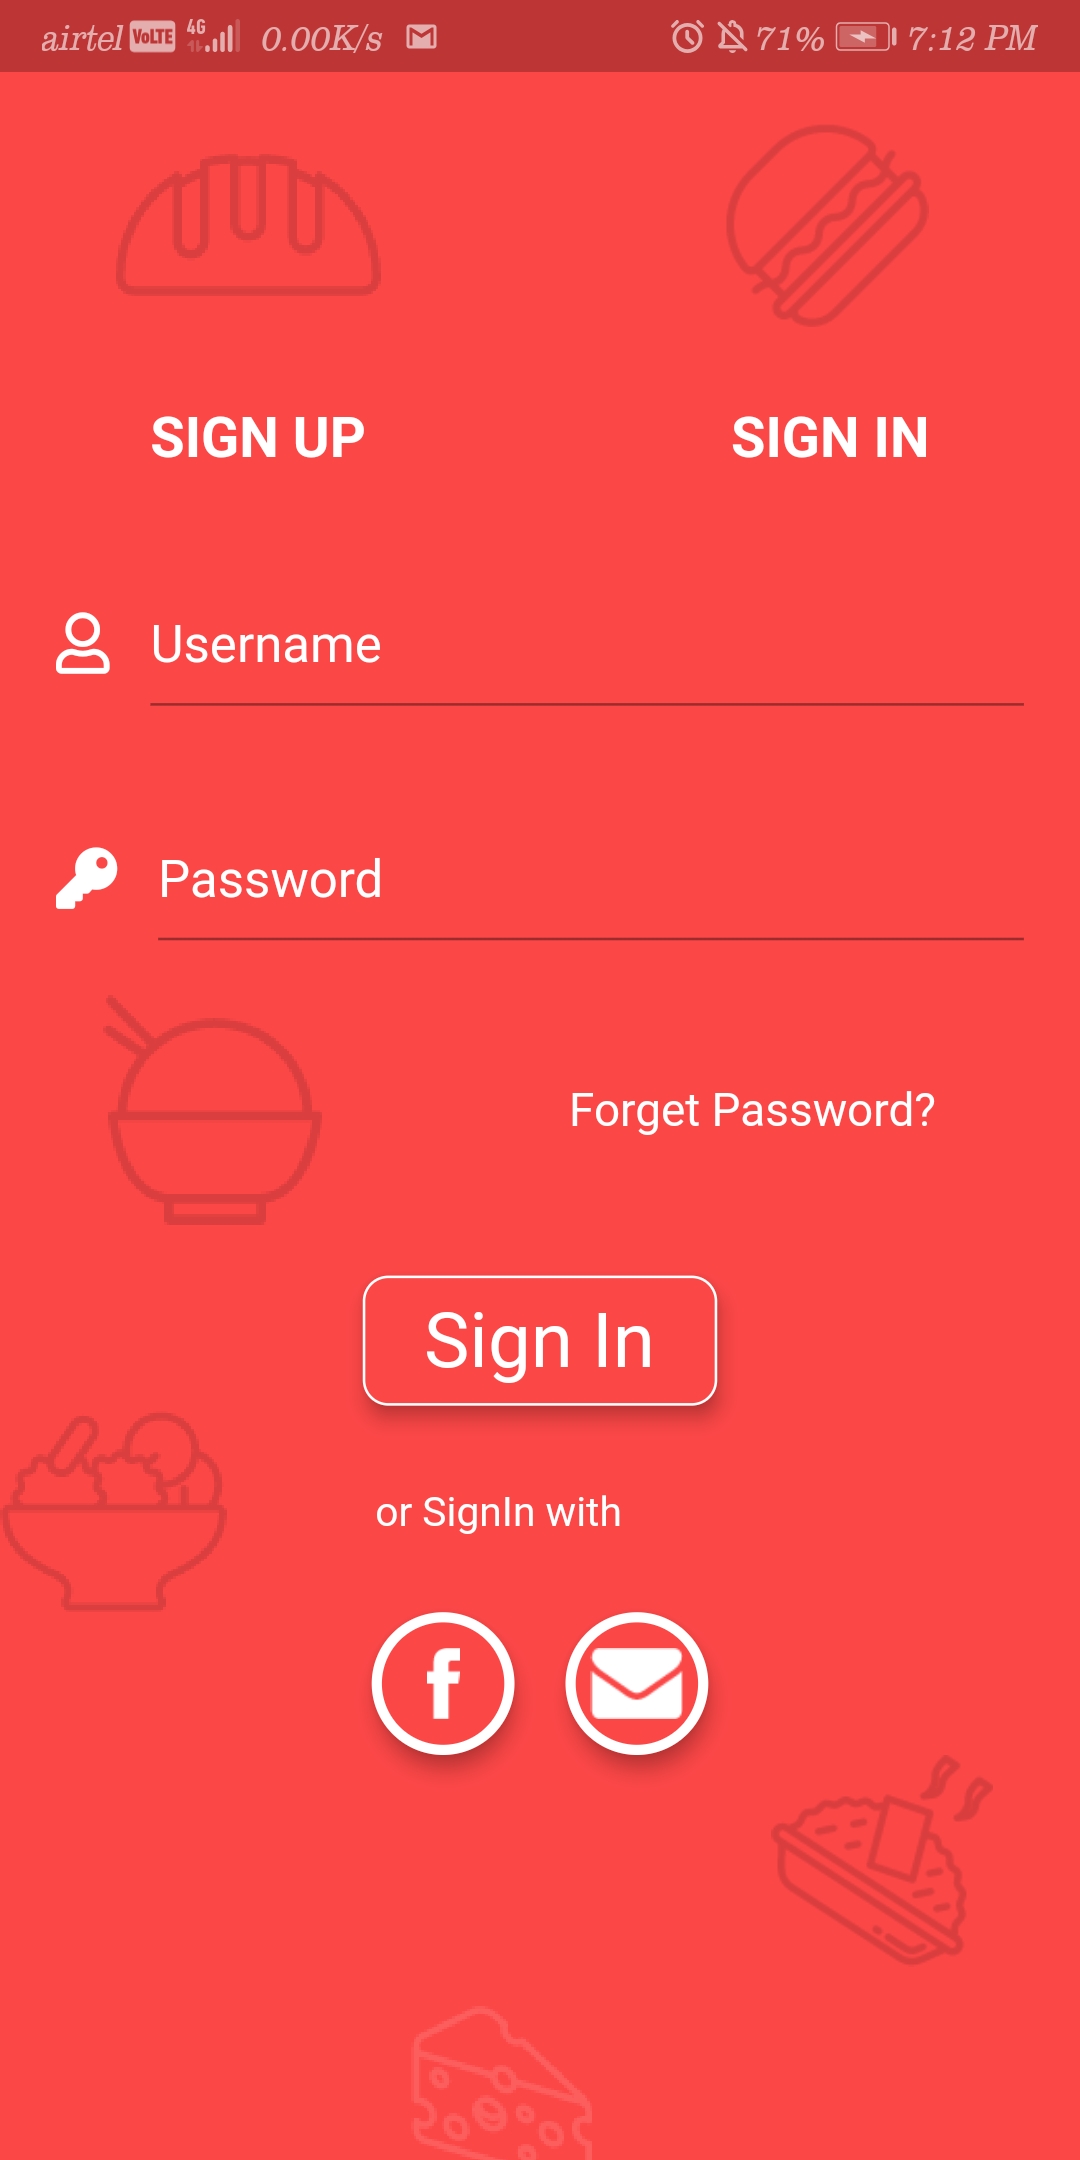 airtel VoLTE 4G 0.00K/s 71% 7:12 PM
SIGN UP SIGN IN
Username
Password
Forget Password?
Sign In
or SignIn with
f